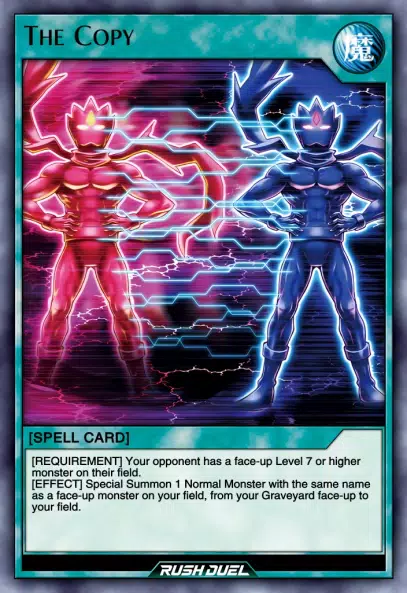 The Copy
魔
[SPELL CARD]
[REQUIREMENT] Your opponent has a face-up Level 7 or higher
monster on their field.
[EFFECT] Special Summon 1 Normal Monster with the same name
as a face-up monster on your field, from your Graveyard face-up to
your field.
RUSH DUEL